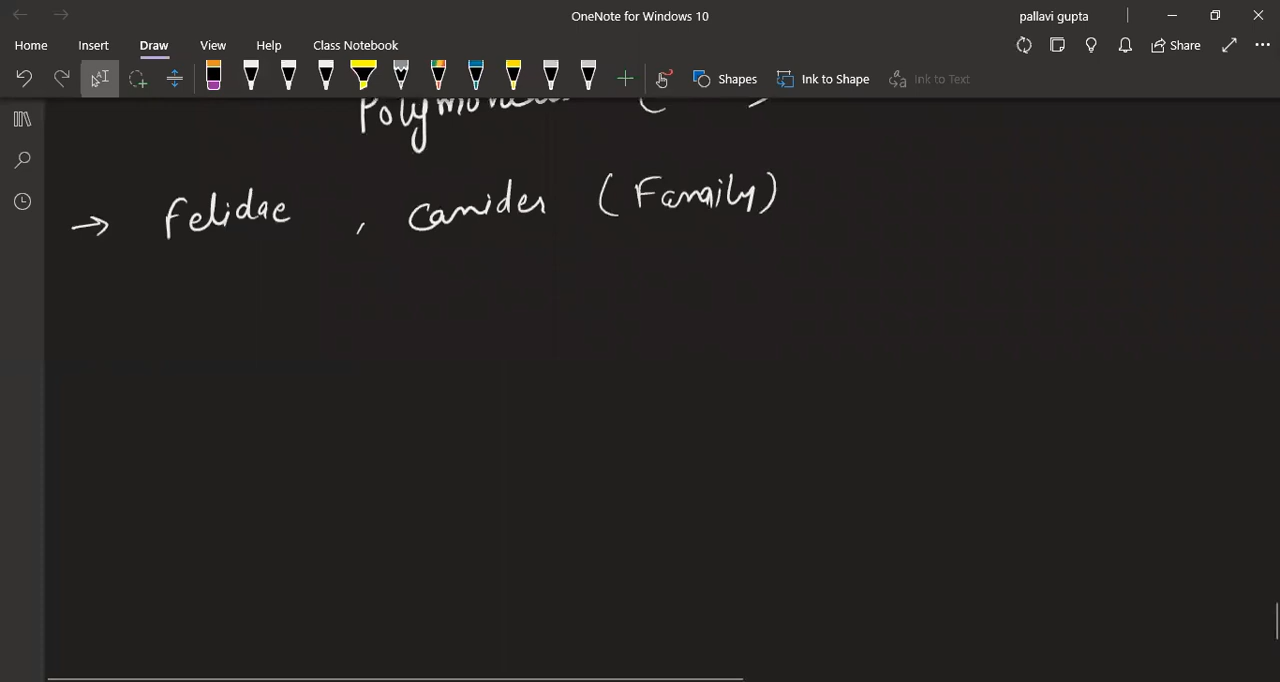 OneNote for Windows 10
pallavi gupta
Home Insert Draw View Help Class Notebook
Share
Shapes Ink to Shape Ink to Text
→ Felidae , canider (Family)